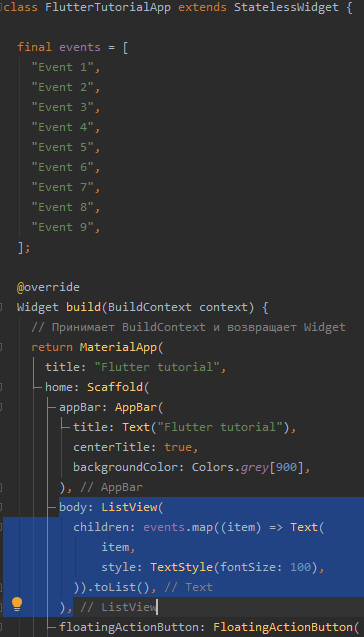 class FlutterTutorialApp extends StatelessWidget {
final events = [
"Event 1",
"Event 2",
"Event 3",
"Event 4",
"Event 5",
"Event 6",
"Event 7",
"Event 8",
"Event 9",
];
@override
Widget build(BuildContext context) {
// Принимает BuildContext и возвращает Widget
return MaterialApp(
title: "Flutter tutorial",
home: Scaffold(
appBar: AppBar(
title: Text("Flutter tutorial"),
centerTitle: true,
backgroundColor: Colors.grey[900],
), // AppBar
body: ListView(
children: events.map((item) => Text(
item,
style: TextStyle(fontSize: 100),
)).toList(), // Text
), // ListView
floatingActionButton: FloatingActionButton(